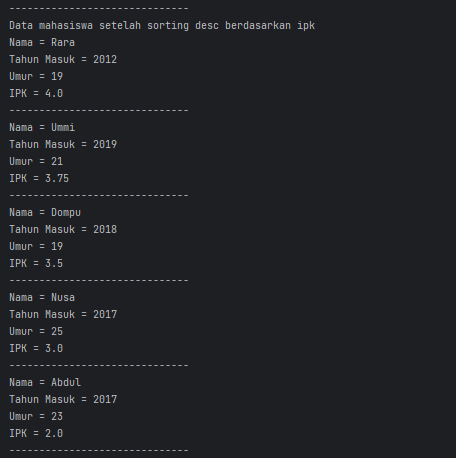 ------------------------------
Data mahasiswa setelah sorting desc berdasarkan ipk
Nama = Rara
Tahun Masuk = 2012
Umur = 19
IPK = 4.0
------------------------------
Nama = Ummi
Tahun Masuk = 2019
Umur = 21
IPK = 3.75
------------------------------
Nama = Dompu
Tahun Masuk = 2018
Umur = 19
IPK = 3.5
------------------------------
Nama = Nusa
Tahun Masuk = 2017
Umur = 25
IPK = 3.0
------------------------------
Nama = Abdul
Tahun Masuk = 2017
Umur = 23
IPK = 2.0
------------------------------